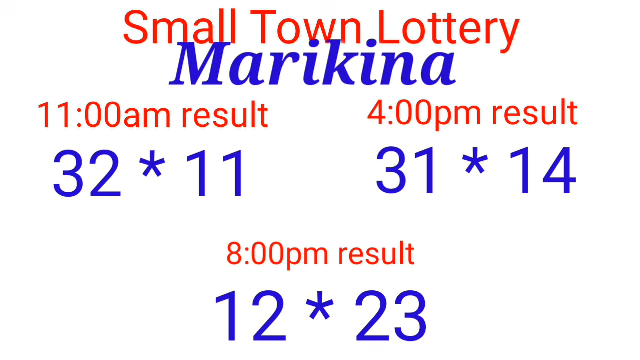 Small Town Lottery
Marikina
11:00am result
32 * 11
4:00pm result
31 * 14
8:00pm result
12 * 23